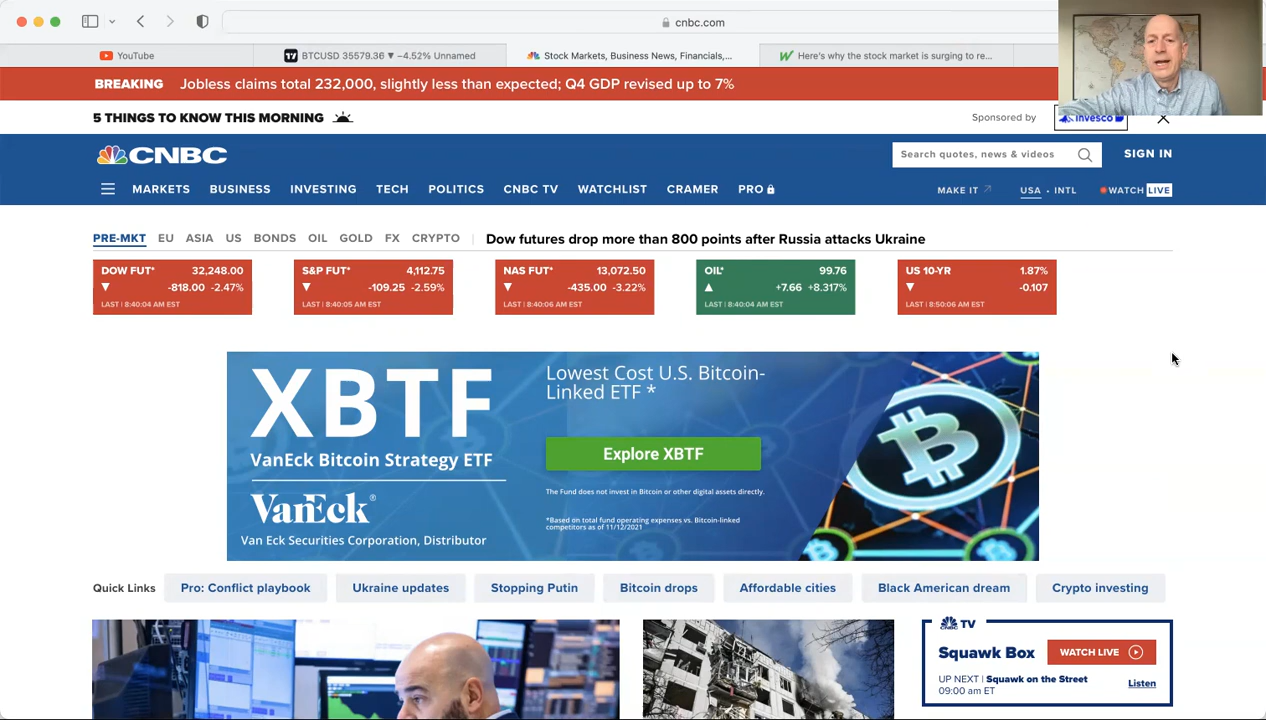 cnbc.com
YouTube
BTCUSD 35579.36 ▼ −4.52% Unnamed
Stock Markets, Business News, Financials,...
Here's why the stock market is surging to re...
BREAKING Jobless claims total 232,000, slightly less than expected; Q4 GDP revised up to 7%
5 THINGS TO KNOW THIS MORNING
Sponsored by
Invesco
CNBC
Search quotes, news & videos
SIGN IN
MARKETS BUSINESS INVESTING TECH POLITICS CNBC TV WATCHLIST CRAMER PRO
MAKE IT USA • INTL WATCH LIVE
PRE-MKT EU ASIA US BONDS OIL GOLD FX CRYPTO
Dow futures drop more than 800 points after Russia attacks Ukraine
DOW FUT* 32,248.00
▼ -818.00 -2.47%
LAST | 8:40:04 AM EST
S&P FUT* 4,112.75
▼ -109.25 -2.59%
LAST | 8:40:05 AM EST
NAS FUT* 13,072.50
▼ -435.00 -3.22%
LAST | 8:40:06 AM EST
OIL* 99.76
▲ +7.66 +8.317%
LAST | 8:40:04 AM EST
US 10-YR 1.87%
▼ -0.107
LAST | 8:50:06 AM EST
XBTF
VanEck Bitcoin Strategy ETF
VanEck®
Van Eck Securities Corporation, Distributor
Lowest Cost U.S. Bitcoin-
Linked ETF *
Explore XBTF
The Fund does not invest in Bitcoin or other digital assets directly.
*Based on total fund operating expenses vs. Bitcoin-linked
competitors as of 11/12/2021
Quick Links Pro: Conflict playbook Ukraine updates Stopping Putin Bitcoin drops Affordable cities Black American dream Crypto investing
CNBC TV
Squawk Box
WATCH LIVE
UP NEXT | Squawk on the Street
09:00 am ET
Listen